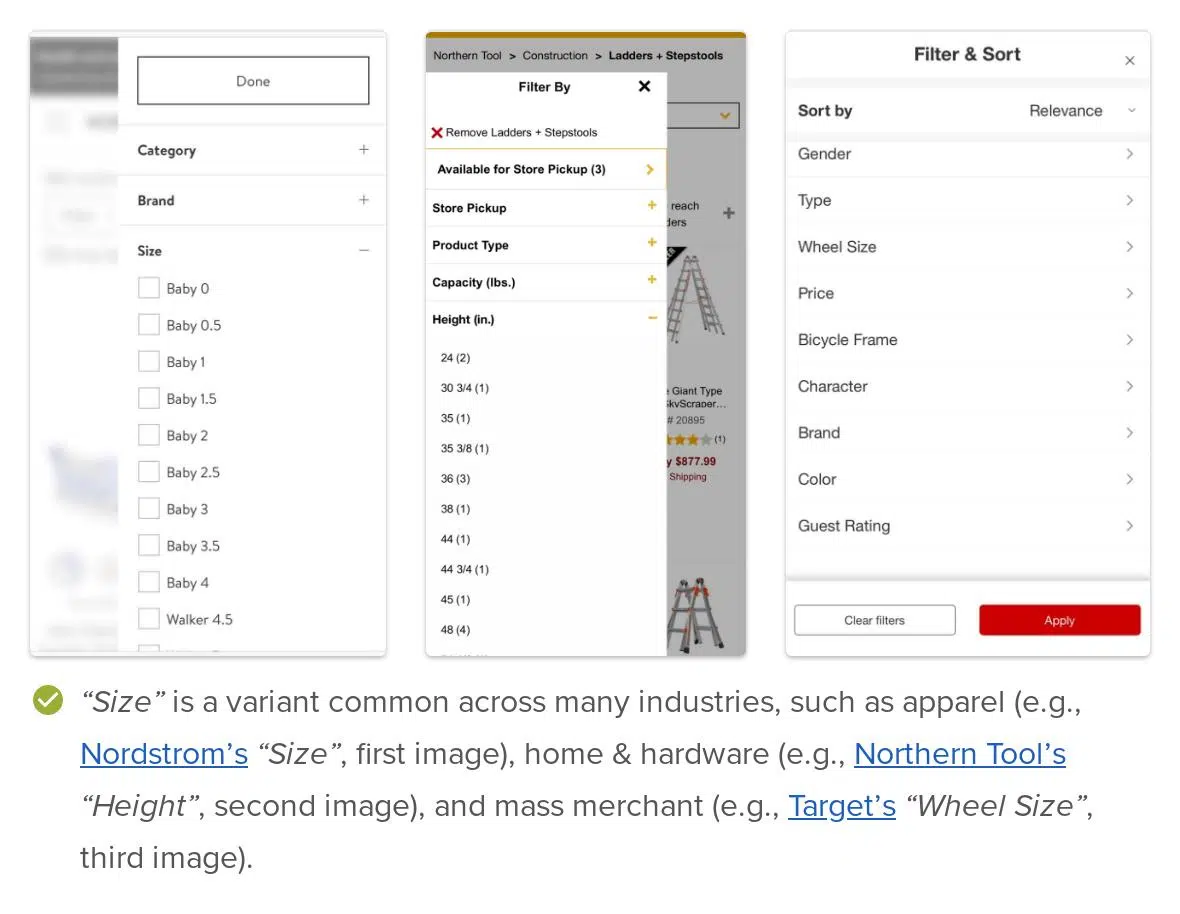 Done
Category
Brand
Size
Baby 0
Baby 0.5
Baby 1
Baby 1.5
Baby 2
Baby 2.5
Baby 3
Baby 3.5
Baby 4
Walker 4.5
Northern Tool > Construction > Ladders + Stepstools
Filter By
Remove Ladders + Stepstools
Available for Store Pickup (3)
Store Pickup
Product Type
Capacity (lbs.)
Height (in.)
24 (2)
30 3/4 (1)
35 (1)
35 3/8 (1)
36 (3)
38 (1)
44 (1)
44 3/4 (1)
45 (1)
48 (4)
reach
Giant Type
SkyScraper...
# 20895
(1)
$877.99
Shipping
Filter & Sort
Sort by Relevance
Gender
Type
Wheel Size
Price
Bicycle Frame
Character
Brand
Color
Guest Rating
Clear filters Apply
“Size” is a variant common across many industries, such as apparel (e.g.,
Nordstrom’s “Size”, first image), home & hardware (e.g., Northern Tool’s
“Height”, second image), and mass merchant (e.g., Target’s “Wheel Size”,
third image).